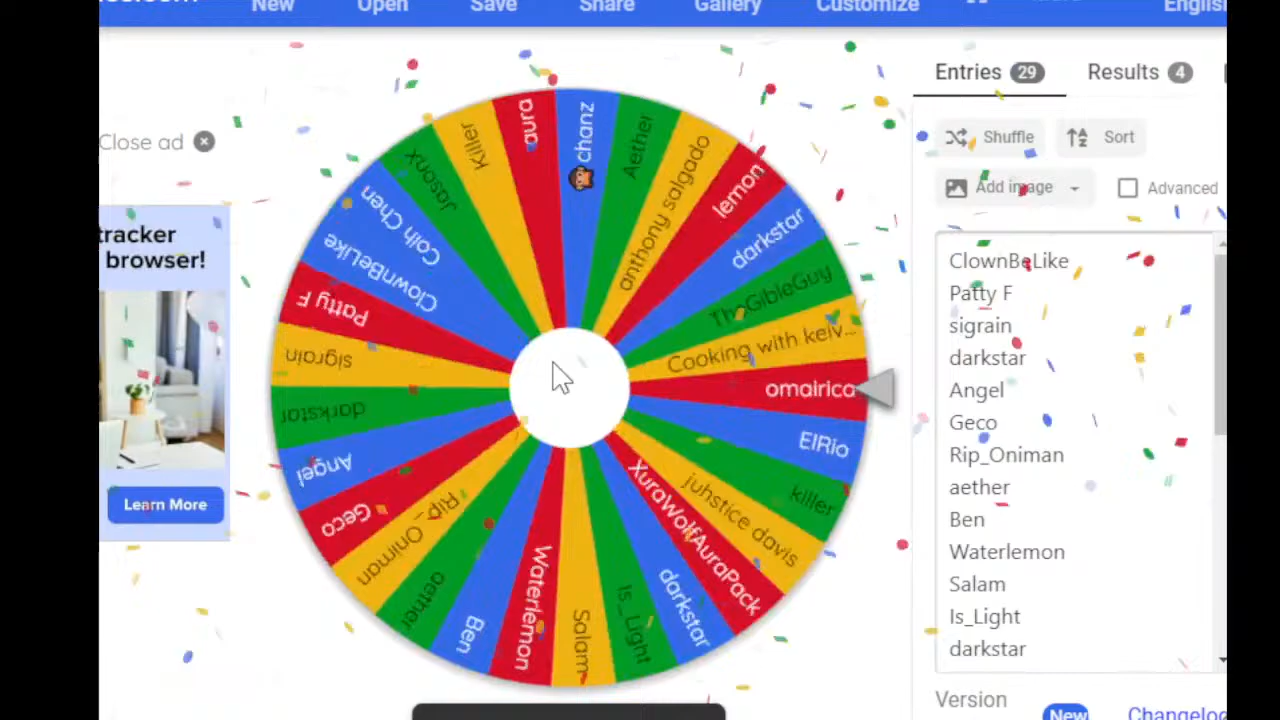 New Open Save Share Gallery Customize
Entries 29 Results 4
Close ad
Shuffle Sort
Add image Advanced
tracker
browser!
Learn More
ClownBeLike
Patty F
sigrain
darkstar
Angel
Geco
Rip_Oniman
aether
Ben
Waterlemon
Salam
Is_Light
darkstar
Version
New Changelog
chanz
Aether
anthony salgado
lemon
darkstar
TheGibleGuy
Cooking with kelv...
omairica
ElRio
killer
juhstice davis
XuraWolfAuraPack
darkstar
Is_Light
Salam
Waterlemon
Ben
aether
Rip_Oniman
Geco
Angel
darkstar
sigrain
Patty F
ClownBeLike
Coih Chen
JasonX
Killer
aura